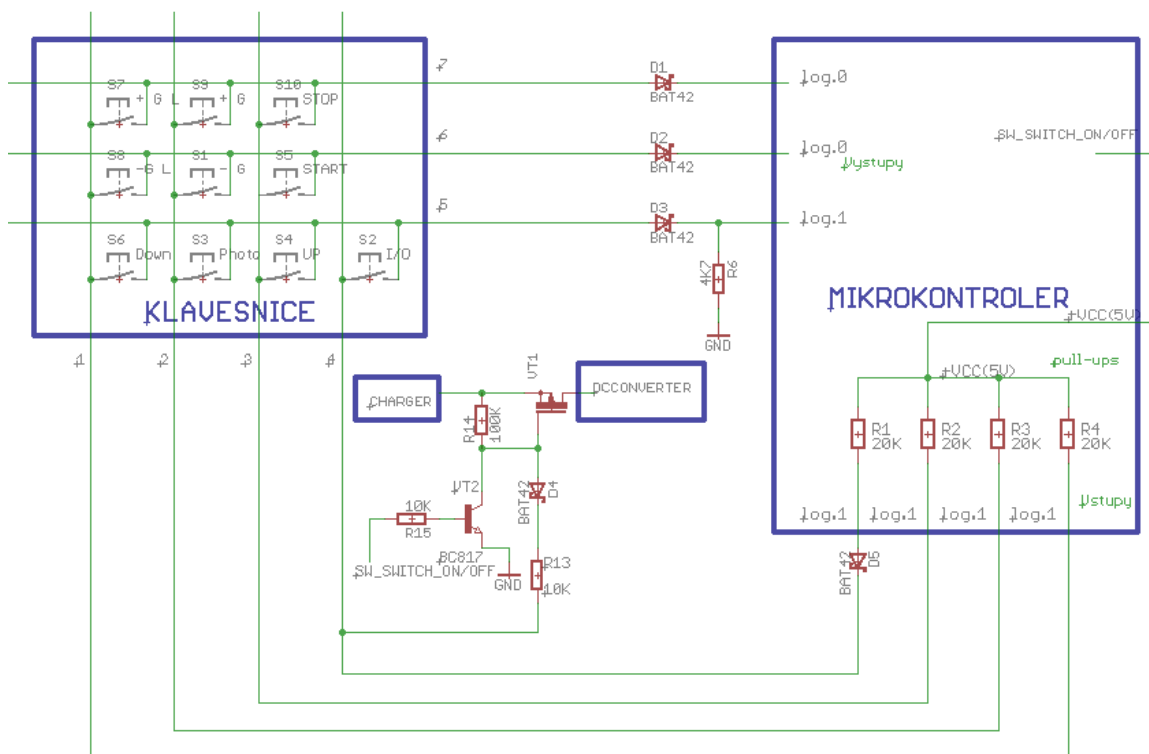 7
D1
BAT42
log.0
S7
+ G L
S9
+ G
S10
STOP
6
D2
BAT42
log.0
Vystupy
SW_SWITCH_ON/OFF
S8
-G L
S1
- G
S5
START
5
D3
BAT42
log.1
S6
Down
S3
Photo
S4
UP
S2
I/O
4K7
R6
GND
KLAVESNICE
MIKROKONTROLER
+VCC(5V)
1
2
3
4
VT1
pull-ups
+VCC(5V)
CHARGER
DCCONVERTER
R14
100K
R1
20K
R2
20K
R3
20K
R4
20K
VT2
BAT42
D4
10K
R15
Vstupy
log.1
log.1
log.1
log.1
BC817
SW_SWITCH_ON/OFF
GND
R13
10K
BAT42
D5